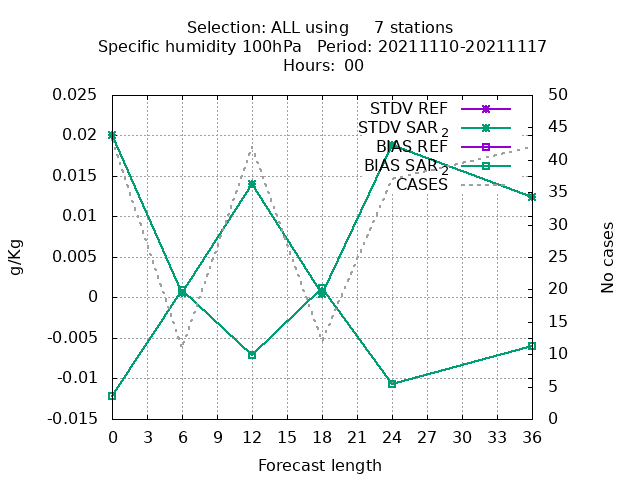 Selection: ALL using     7 stations
Specific humidity 100hPa   Period: 20211110-20211117
Hours:  00
STDV REF
STDV SAR 2
BIAS REF
BIAS SAR 2
CASES
0.025
0.02
0.015
0.01
0.005
0
-0.005
-0.01
-0.015
g/Kg
50
45
40
35
30
25
20
15
10
5
0
No cases
0 3 6 9 12 15 18 21 24 27 30 33 36
Forecast length